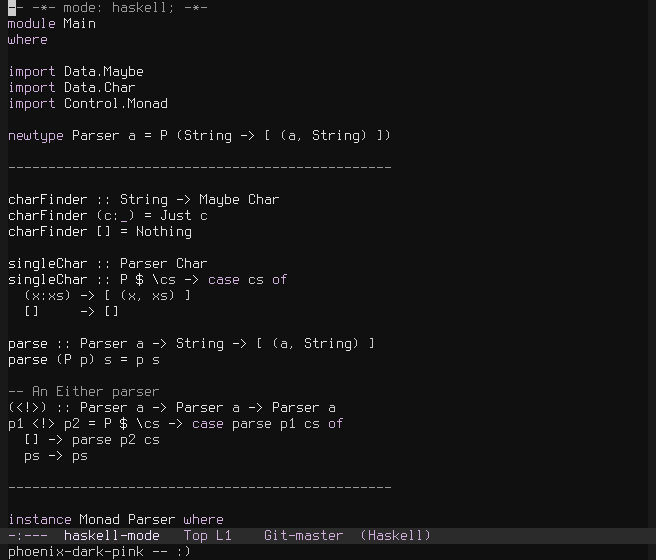 -- -*- mode: haskell; -*-
module Main
where
import Data.Maybe
import Data.Char
import Control.Monad
newtype Parser a = P (String -> [ (a, String) ])
------------------------------------------------
charFinder :: String -> Maybe Char
charFinder (c:_) = Just c
charFinder [] = Nothing
singleChar :: Parser Char
singleChar :: P $ \cs -> case cs of
  (x:xs) -> [ (x, xs) ]
  []     -> []
parse :: Parser a -> String -> [ (a, String) ]
parse (P p) s = p s
-- An Either parser
(<!>) :: Parser a -> Parser a -> Parser a
p1 <!> p2 = P $ \cs -> case parse p1 cs of
  [] -> parse p2 cs
  ps -> ps
------------------------------------------------
instance Monad Parser where
-:---  haskell-mode   Top L1    Git-master  (Haskell)
phoenix-dark-pink -- :)